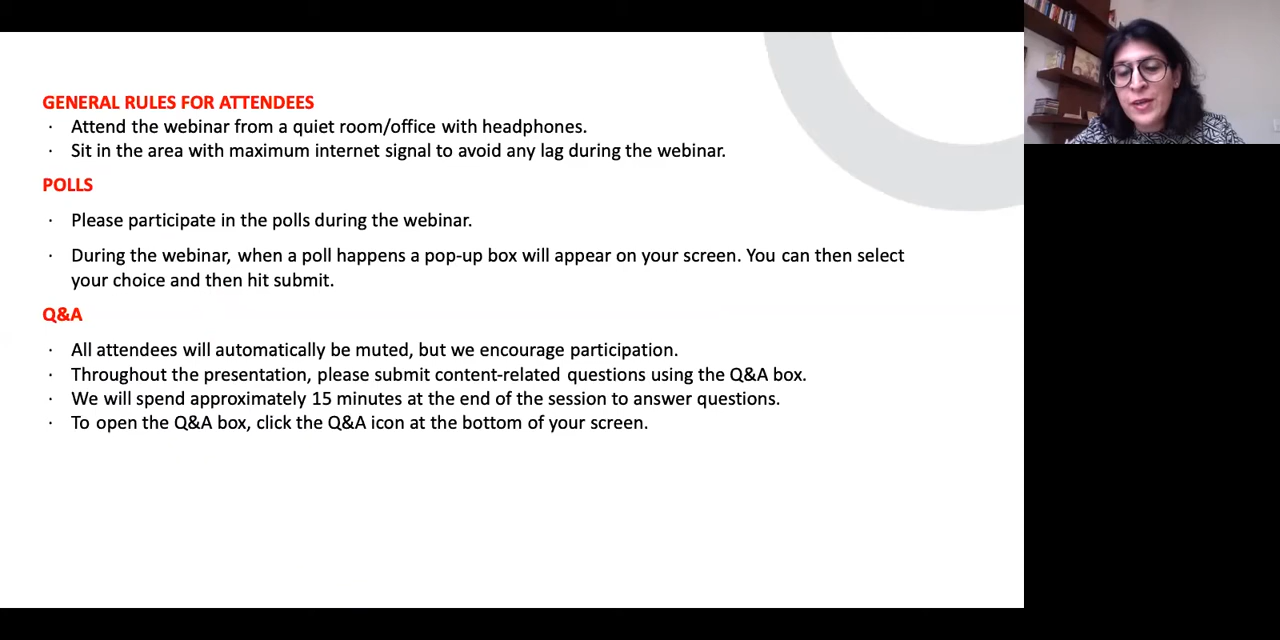 GENERAL RULES FOR ATTENDEES
· Attend the webinar from a quiet room/office with headphones.
· Sit in the area with maximum internet signal to avoid any lag during the webinar.
POLLS
· Please participate in the polls during the webinar.
· During the webinar, when a poll happens a pop-up box will appear on your screen. You can then select
your choice and then hit submit.
Q&A
· All attendees will automatically be muted, but we encourage participation.
· Throughout the presentation, please submit content-related questions using the Q&A box.
· We will spend approximately 15 minutes at the end of the session to answer questions.
· To open the Q&A box, click the Q&A icon at the bottom of your screen.